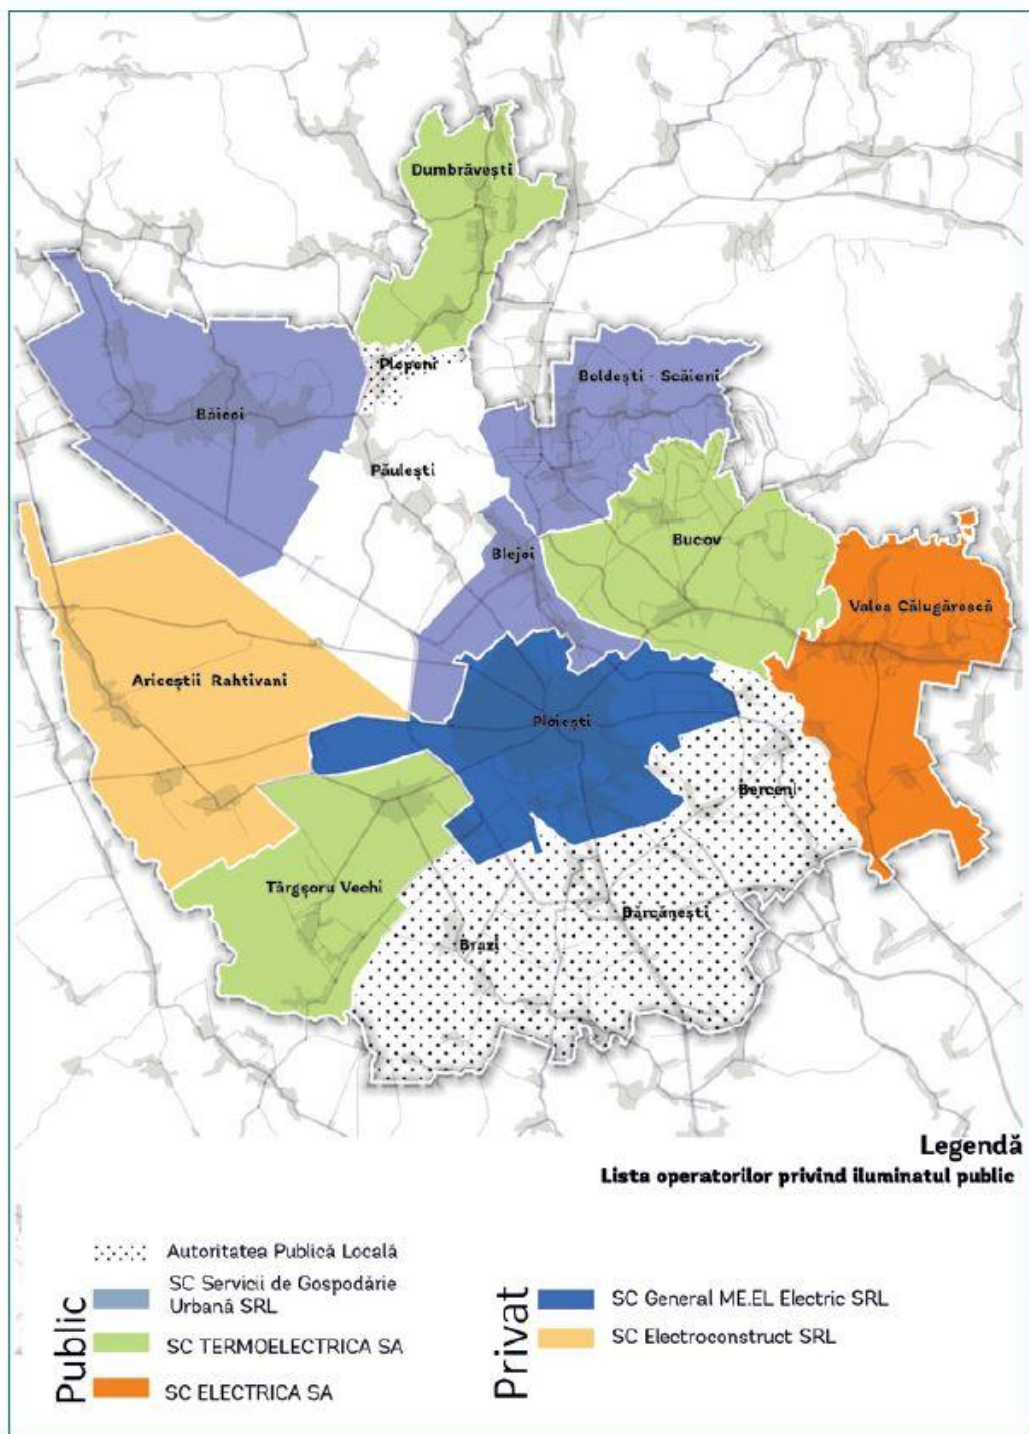 Dumbrăvești
Plopeni
Boldești - Scăieni
Băicoi
Păulești
Blejoi
Bucov
Valea Călugărească
Ariceștii Rahtivani
Ploiești
Berceni
Târgșoru Vechi
Bărcănești
Brazi
Legendă
Lista operatorilor privind iluminatul public
Public
Autoritatea Publică Locală
SC Servicii de Gospodărie
Urbană SRL
SC TERMOELECTRICA SA
SC ELECTRICA SA
Privat
SC General ME.EL Electric SRL
SC Electroconstruct SRL